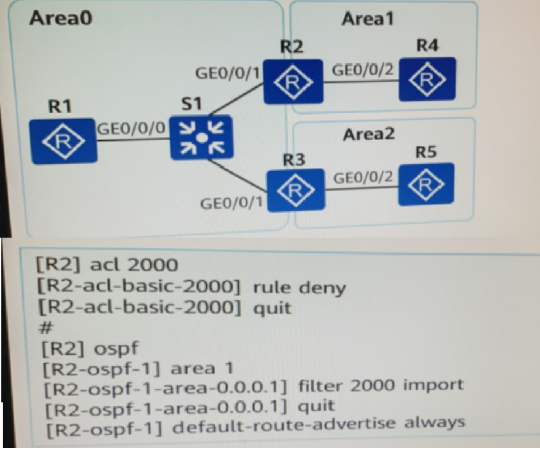 Area0
Area1
R2
R4
GE0/0/1
GE0/0/2
R1
S1
GE0/0/0
Area2
R3
R5
GE0/0/2
GE0/0/1
[R2] acl 2000
[R2-acl-basic-2000] rule deny
[R2-acl-basic-2000] quit
#
[R2] ospf
[R2-ospf-1] area 1
[R2-ospf-1-area-0.0.0.1] filter 2000 import
[R2-ospf-1-area-0.0.0.1] quit
[R2-ospf-1] default-route-advertise always